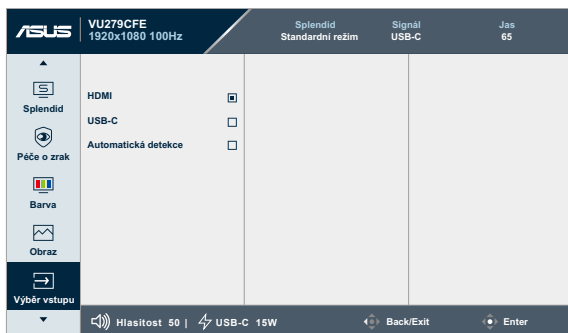 ASUS
VU279CFE
1920x1080 100Hz
Splendid
Standardní režim
Signál
USB-C
Jas
65
Splendid
Péče o zrak
Barva
Obraz
Výběr vstupu
HDMI
USB-C
Automatická detekce
Hlasitost 50 | USB-C 15W
Back/Exit
Enter